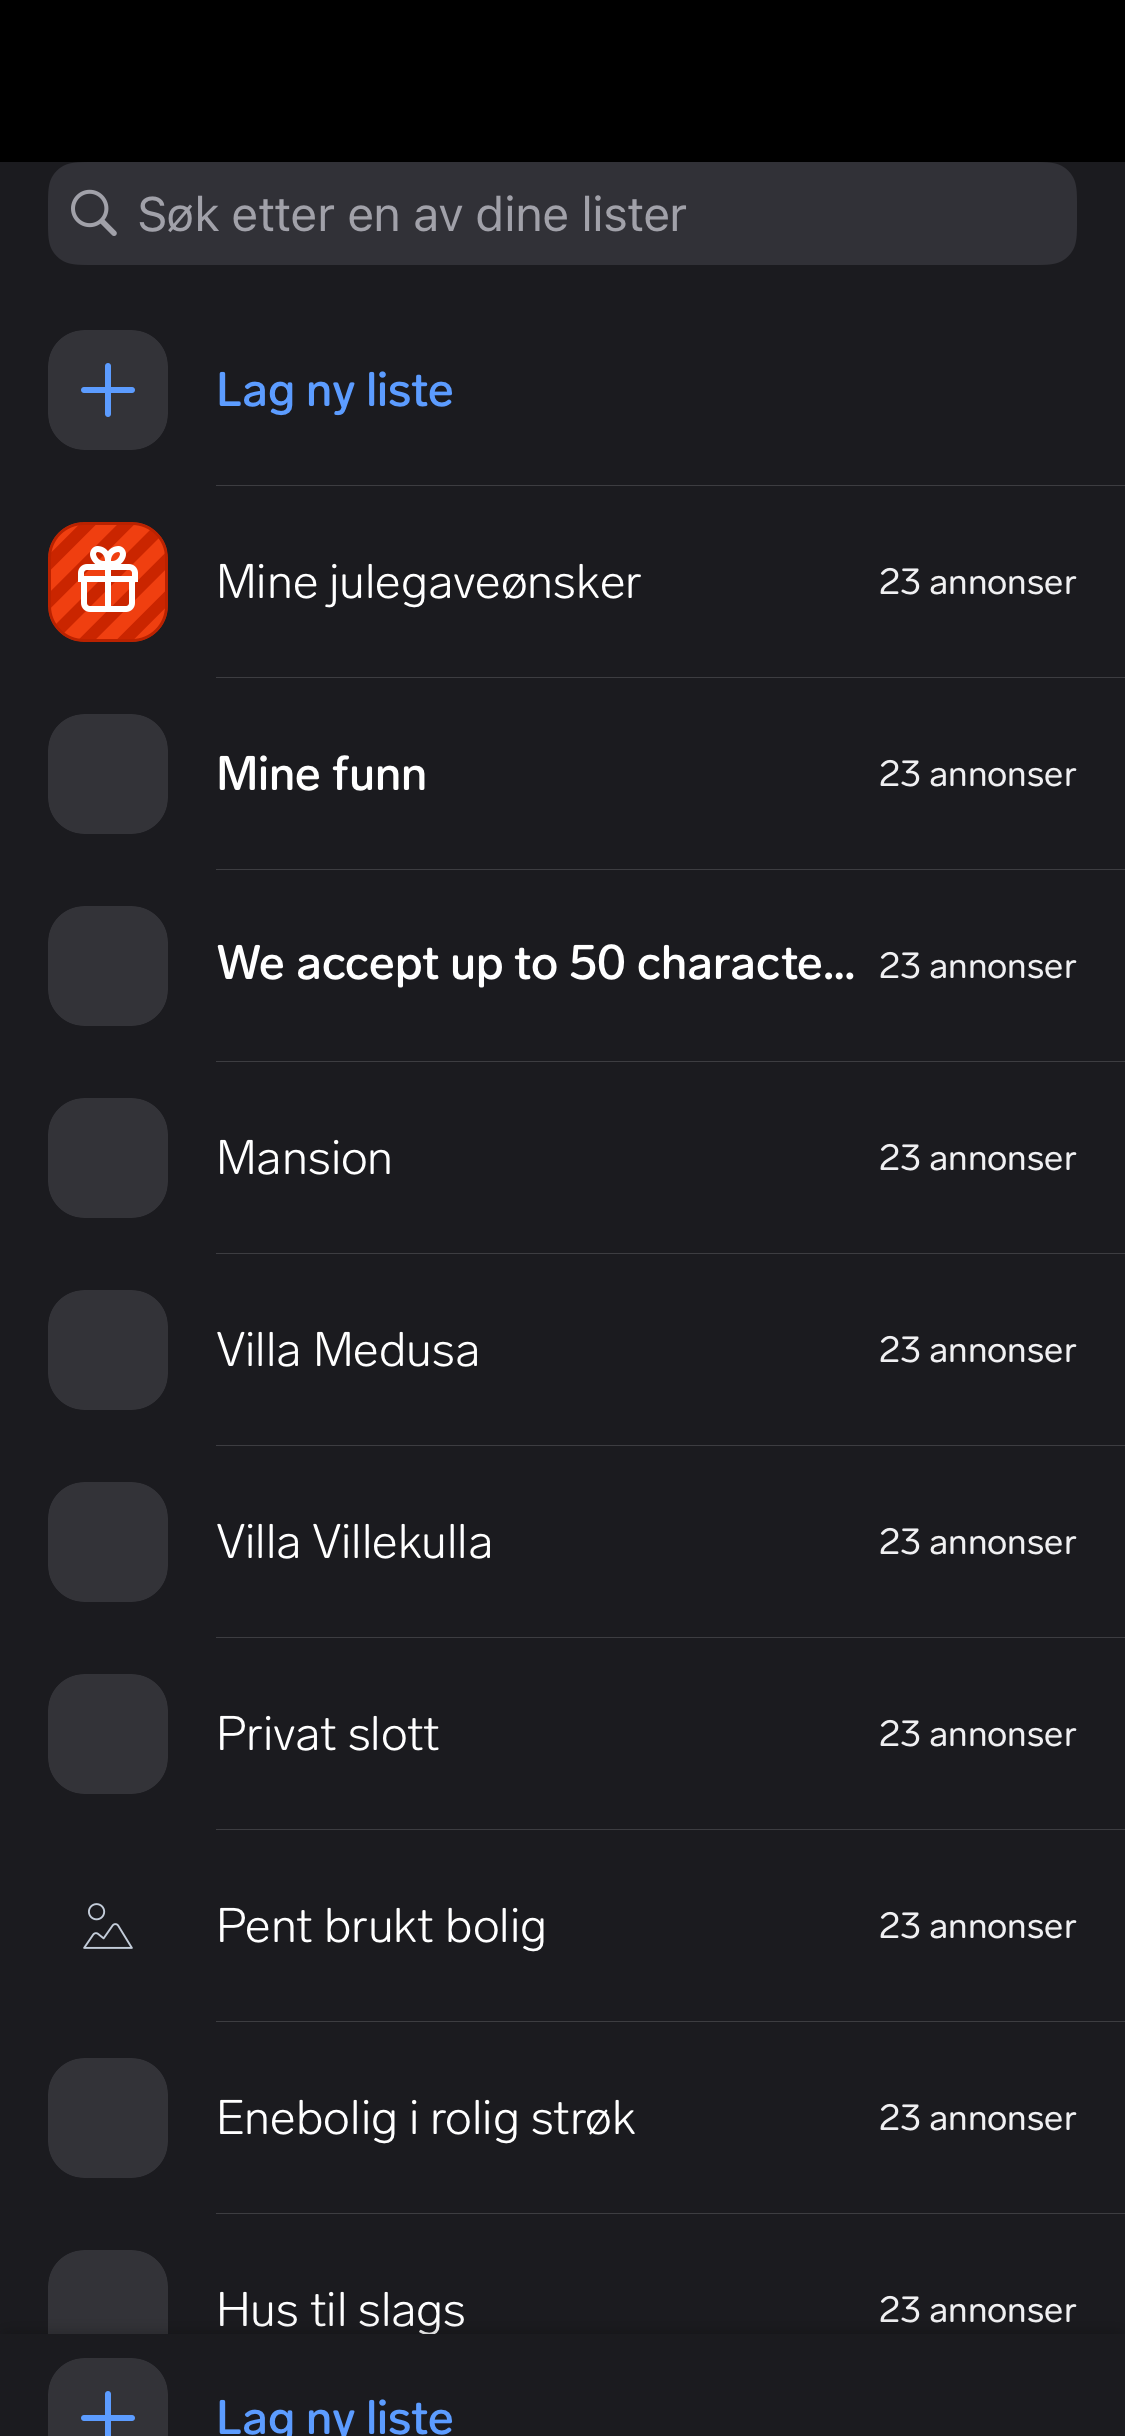 Søk etter en av dine lister
Lag ny liste
Mine julegaveønsker 23 annonser
Mine funn 23 annonser
We accept up to 50 characte... 23 annonser
Mansion 23 annonser
Villa Medusa 23 annonser
Villa Villekulla 23 annonser
Privat slott 23 annonser
Pent brukt bolig 23 annonser
Enebolig i rolig strøk 23 annonser
Hus til slags 23 annonser
Lag ny liste